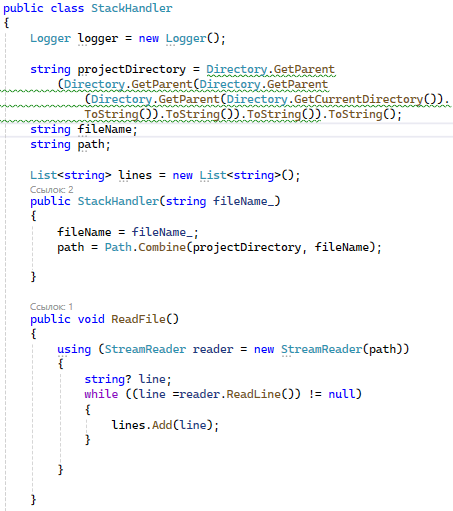 public class StackHandler
{
    Logger logger = new Logger();

    string projectDirectory = Directory.GetParent
        (Directory.GetParent(Directory.GetParent
            (Directory.GetParent(Directory.GetCurrentDirectory()).
            ToString()).ToString()).ToString()).ToString();
    string fileName;
    string path;

    List<string> lines = new List<string>();
    Ссылок: 2
    public StackHandler(string fileName_)
    {
        fileName = fileName_;
        path = Path.Combine(projectDirectory, fileName);

    }

    Ссылок: 1
    public void ReadFile()
    {
        using (StreamReader reader = new StreamReader(path))
        {
            string? line;
            while ((line =reader.ReadLine()) != null)
            {
                lines.Add(line);
            }

        }

    }